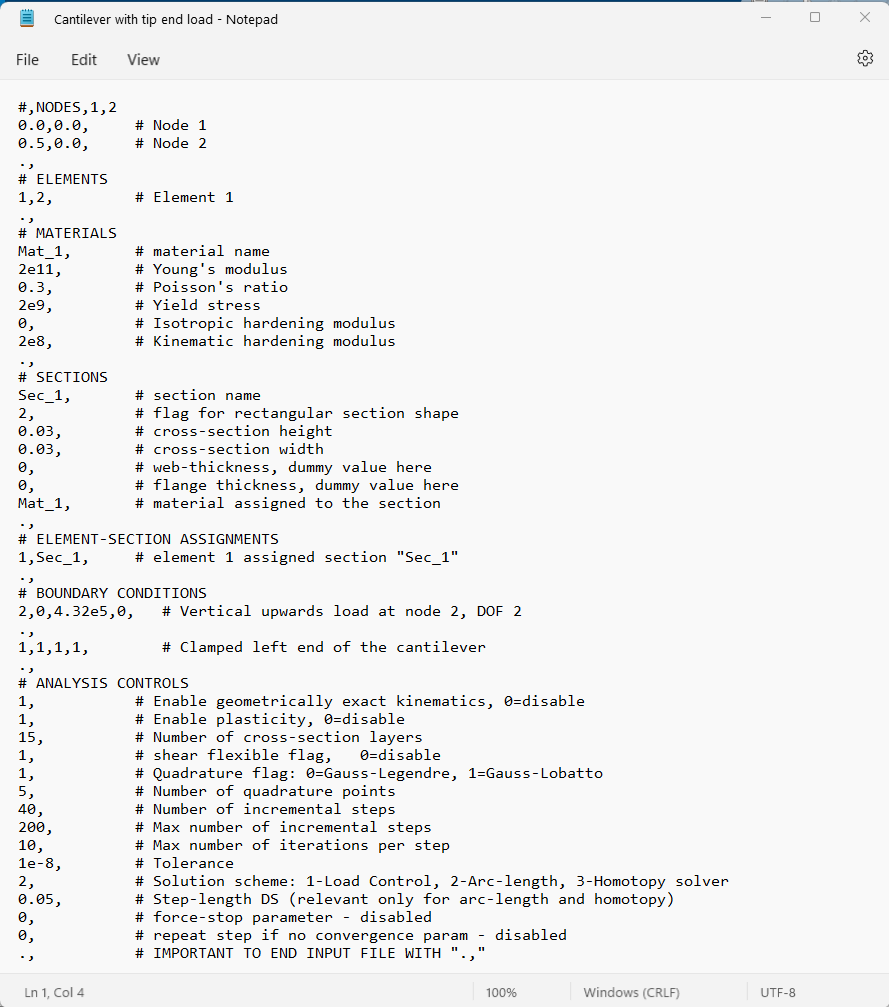 Cantilever with tip end load - Notepad
File Edit View
#,NODES,1,2
0.0,0.0,     # Node 1
0.5,0.0,     # Node 2
.,
# ELEMENTS
1,2,         # Element 1
.,
# MATERIALS
Mat_1,       # material name
2e11,        # Young's modulus
0.3,         # Poisson's ratio
2e9,         # Yield stress
0,           # Isotropic hardening modulus
2e8,         # Kinematic hardening modulus
.,
# SECTIONS
Sec_1,       # section name
2,           # flag for rectangular section shape
0.03,        # cross-section height
0.03,        # cross-section width
0,           # web-thickness, dummy value here
0,           # flange thickness, dummy value here
Mat_1,       # material assigned to the section
.,
# ELEMENT-SECTION ASSIGNMENTS
1,Sec_1,     # element 1 assigned section "Sec_1"
.,
# BOUNDARY CONDITIONS
2,0,4.32e5,0,   # Vertical upwards load at node 2, DOF 2
.,
1,1,1,1,        # Clamped left end of the cantilever
.,
# ANALYSIS CONTROLS
1,           # Enable geometrically exact kinematics, 0=disable
1,           # Enable plasticity, 0=disable
15,          # Number of cross-section layers
1,           # shear flexible flag,   0=disable
1,           # Quadrature flag: 0=Gauss-Legendre, 1=Gauss-Lobatto
5,           # Number of quadrature points
40,          # Number of incremental steps
200,         # Max number of incremental steps
10,          # Max number of iterations per step
1e-8,        # Tolerance
2,           # Solution scheme: 1-Load Control, 2-Arc-length, 3-Homotopy solver
0.05,        # Step-length DS (relevant only for arc-length and homotopy)
0,           # force-stop parameter - disabled
0,           # repeat step if no convergence param - disabled
.,           # IMPORTANT TO END INPUT FILE WITH ".,"
Ln 1, Col 4 100% Windows (CRLF) UTF-8